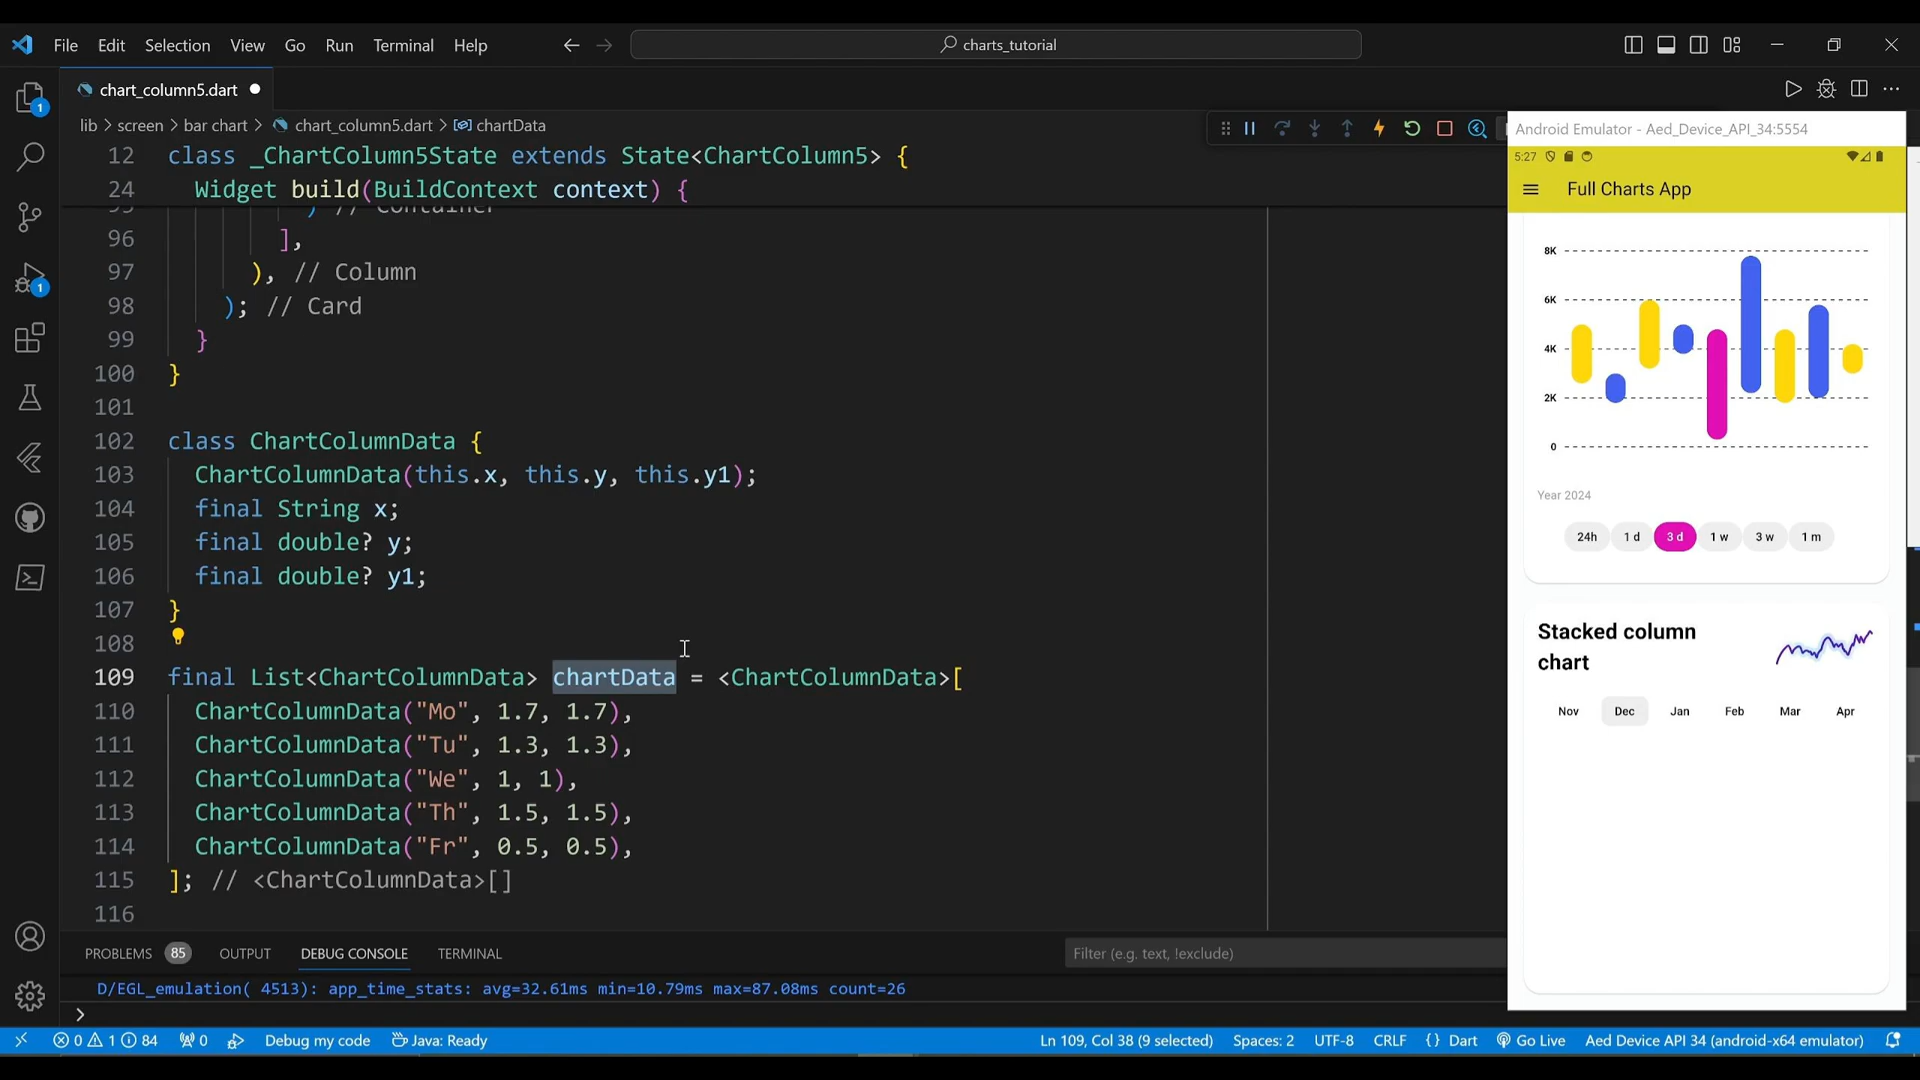 File Edit Selection View Go Run Terminal Help
charts_tutorial
chart_column5.dart
lib > screen > bar chart > chart_column5.dart > chartData
12 class _ChartColumn5State extends State<ChartColumn5> {
24 Widget build(BuildContext context) {
95 ) // Container
96 ],
97 ), // Column
98 ); // Card
99 }
100 }
101
102 class ChartColumnData {
103 ChartColumnData(this.x, this.y, this.y1);
104 final String x;
105 final double? y;
106 final double? y1;
107 }
108
109 final List<ChartColumnData> chartData = <ChartColumnData>[
110 ChartColumnData("Mo", 1.7, 1.7),
111 ChartColumnData("Tu", 1.3, 1.3),
112 ChartColumnData("We", 1, 1),
113 ChartColumnData("Th", 1.5, 1.5),
114 ChartColumnData("Fr", 0.5, 0.5),
115 ]; // <ChartColumnData>[]
116
PROBLEMS 85 OUTPUT DEBUG CONSOLE TERMINAL
Filter (e.g. text, !exclude)
D/EGL_emulation( 4513): app_time_stats: avg=32.61ms min=10.79ms max=87.08ms count=26
>
0 1 84 0 Debug my code Java: Ready
Ln 109, Col 38 (9 selected) Spaces: 2 UTF-8 CRLF {} Dart Go Live Aed Device API 34 (android-x64 emulator)
1
1
Android Emulator - Aed_Device_API_34:5554
5:27
Full Charts App
8K
6K
4K
2K
0
Year 2024
24h 1 d 3 d 1 w 3 w 1 m
Stacked column
chart
Nov Dec Jan Feb Mar Apr